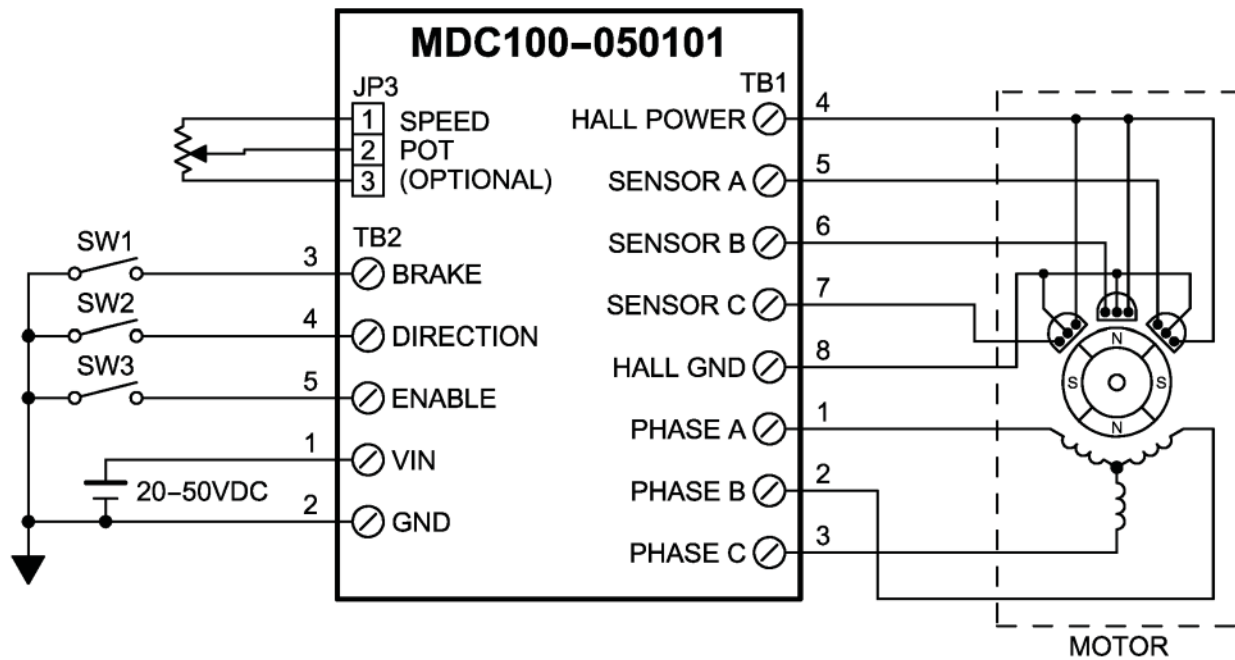 MDC100-050101
JP3
1 SPEED
2 POT
3 (OPTIONAL)
SW1
SW2
SW3
20-50VDC
TB2
3 BRAKE
4 DIRECTION
5 ENABLE
1 VIN
2 GND
TB1
HALL POWER 4
SENSOR A 5
SENSOR B 6
SENSOR C 7
HALL GND 8
PHASE A 1
PHASE B 2
PHASE C 3
N
S S
N
MOTOR